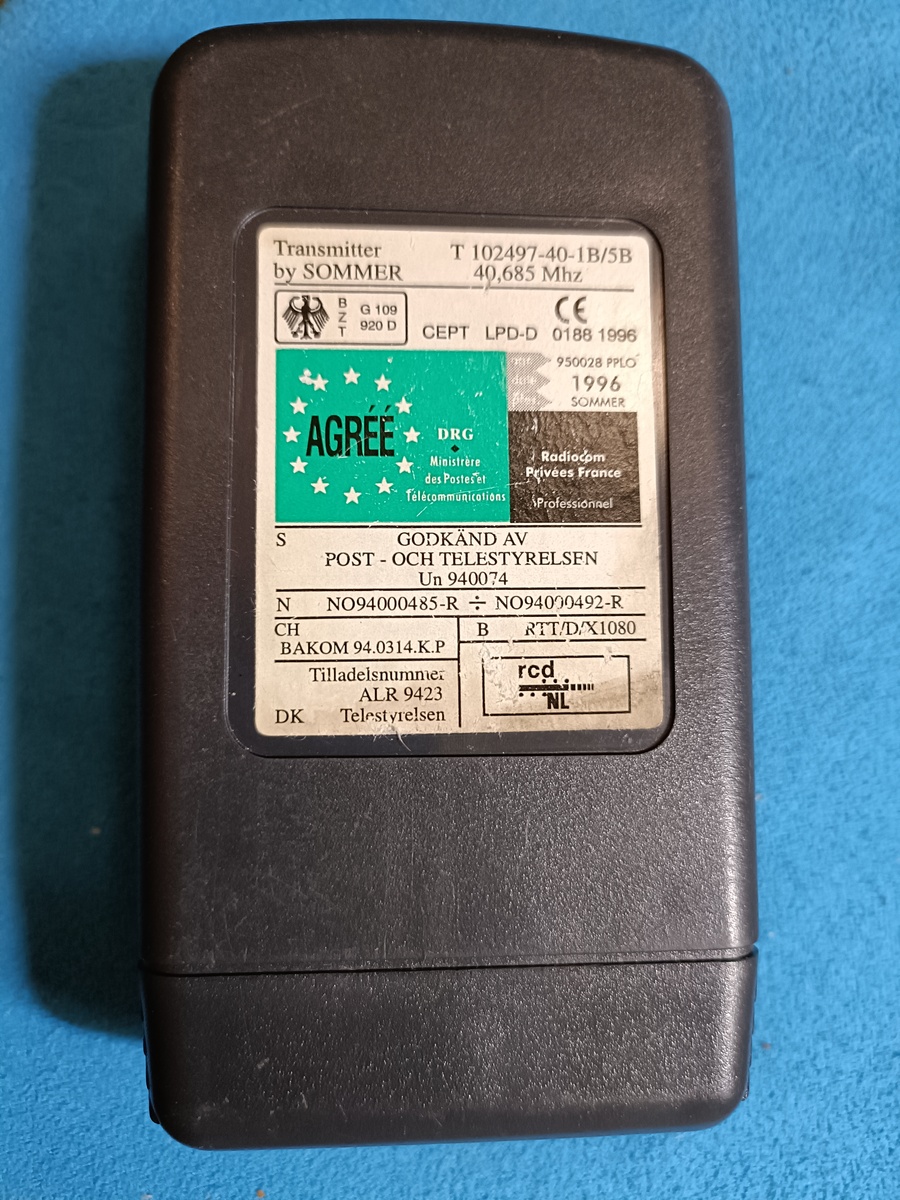 Transmitter
by SOMMER
T 102497-40-1B/5B
40,685 Mhz
B
Z
T
G 109
920 D
CEPT LPD-D
CE
0188 1996
AGRÉÉ
DRG
Ministrère
des Postes et
Télécommunications
950028 PPLO
1996
SOMMER
Radiocom
Privées France
Professionnel
S GODKÄND AV
POST - OCH TELESTYRELSEN
Un 940074
N NO94000485-R ÷ NO94000492-R
CH
BAKOM 94.0314.K.P
B RTT/D/X1080
Tilladelsnummer
ALR 9423
DK Telestyrelsen
rcd
NL